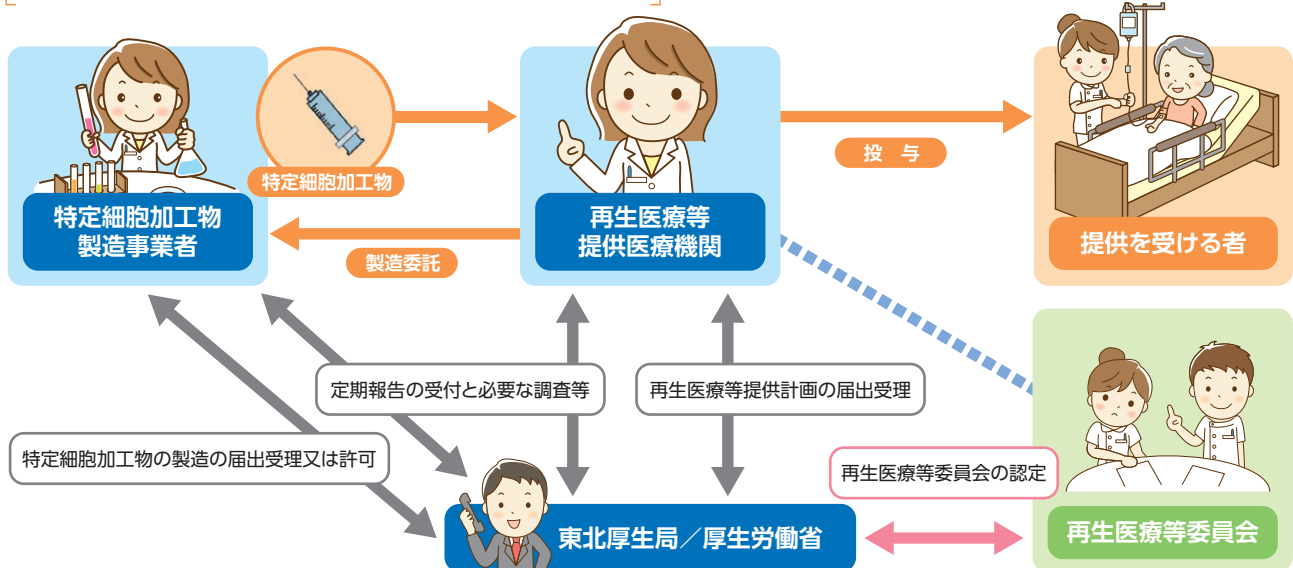 特定細胞加工物
投 与
特定細胞加工物
製造事業者
再生医療等
提供医療機関
提供を受ける者
製造委託
定期報告の受付と必要な調査等
再生医療等提供計画の届出受理
特定細胞加工物の製造の届出受理又は許可
再生医療等委員会の認定
東北厚生局／厚生労働省
再生医療等委員会